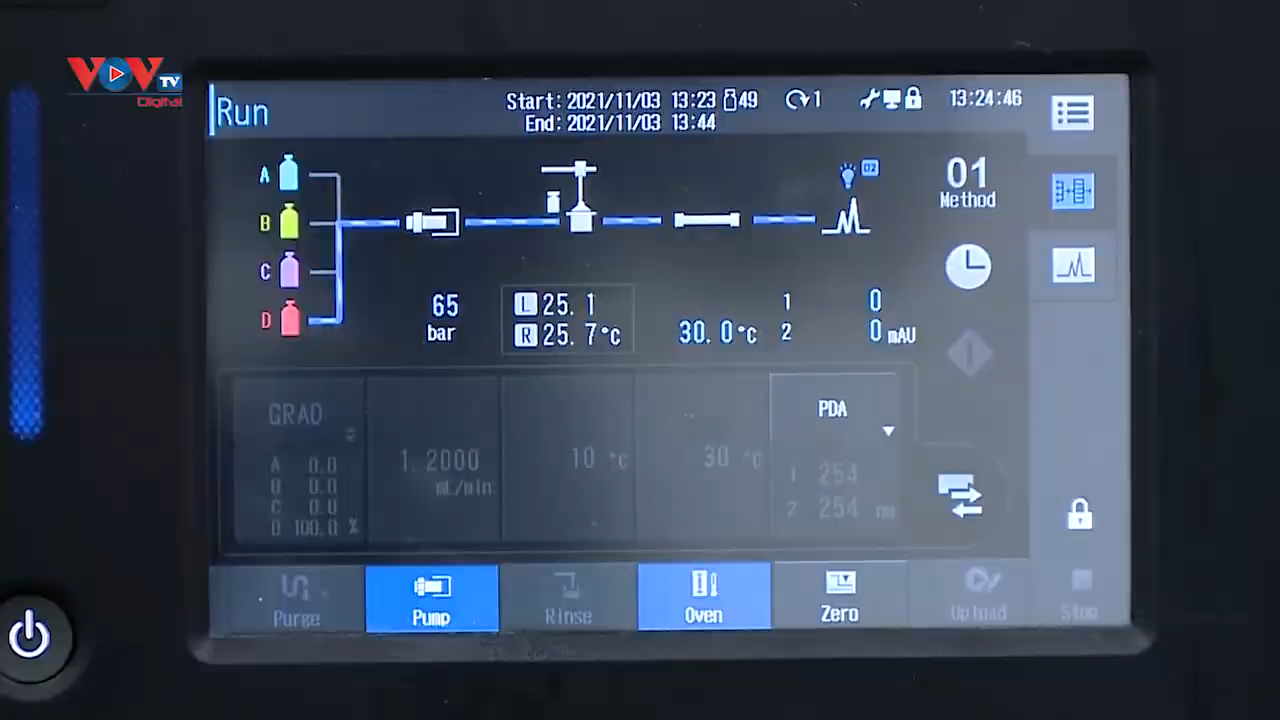 VOV TV
Digital
Run
Start: 2021/11/03 13:23 49 1 13:24:46
End: 2021/11/03 13:44
D2
A
B
C
D
01
Method
65
bar
L 25. 1
R 25. 7°C
30. 0°C
1 0
2 0 mAU
GRAD
A 0.0
B 0.0
C 0.0
D 100.0 %
1. 2000
mL/min
10 °C
30 °C
PDA
1 254
2 254 nm
Purge
Pump
Rinse
Oven
Zero
Upload
Stop